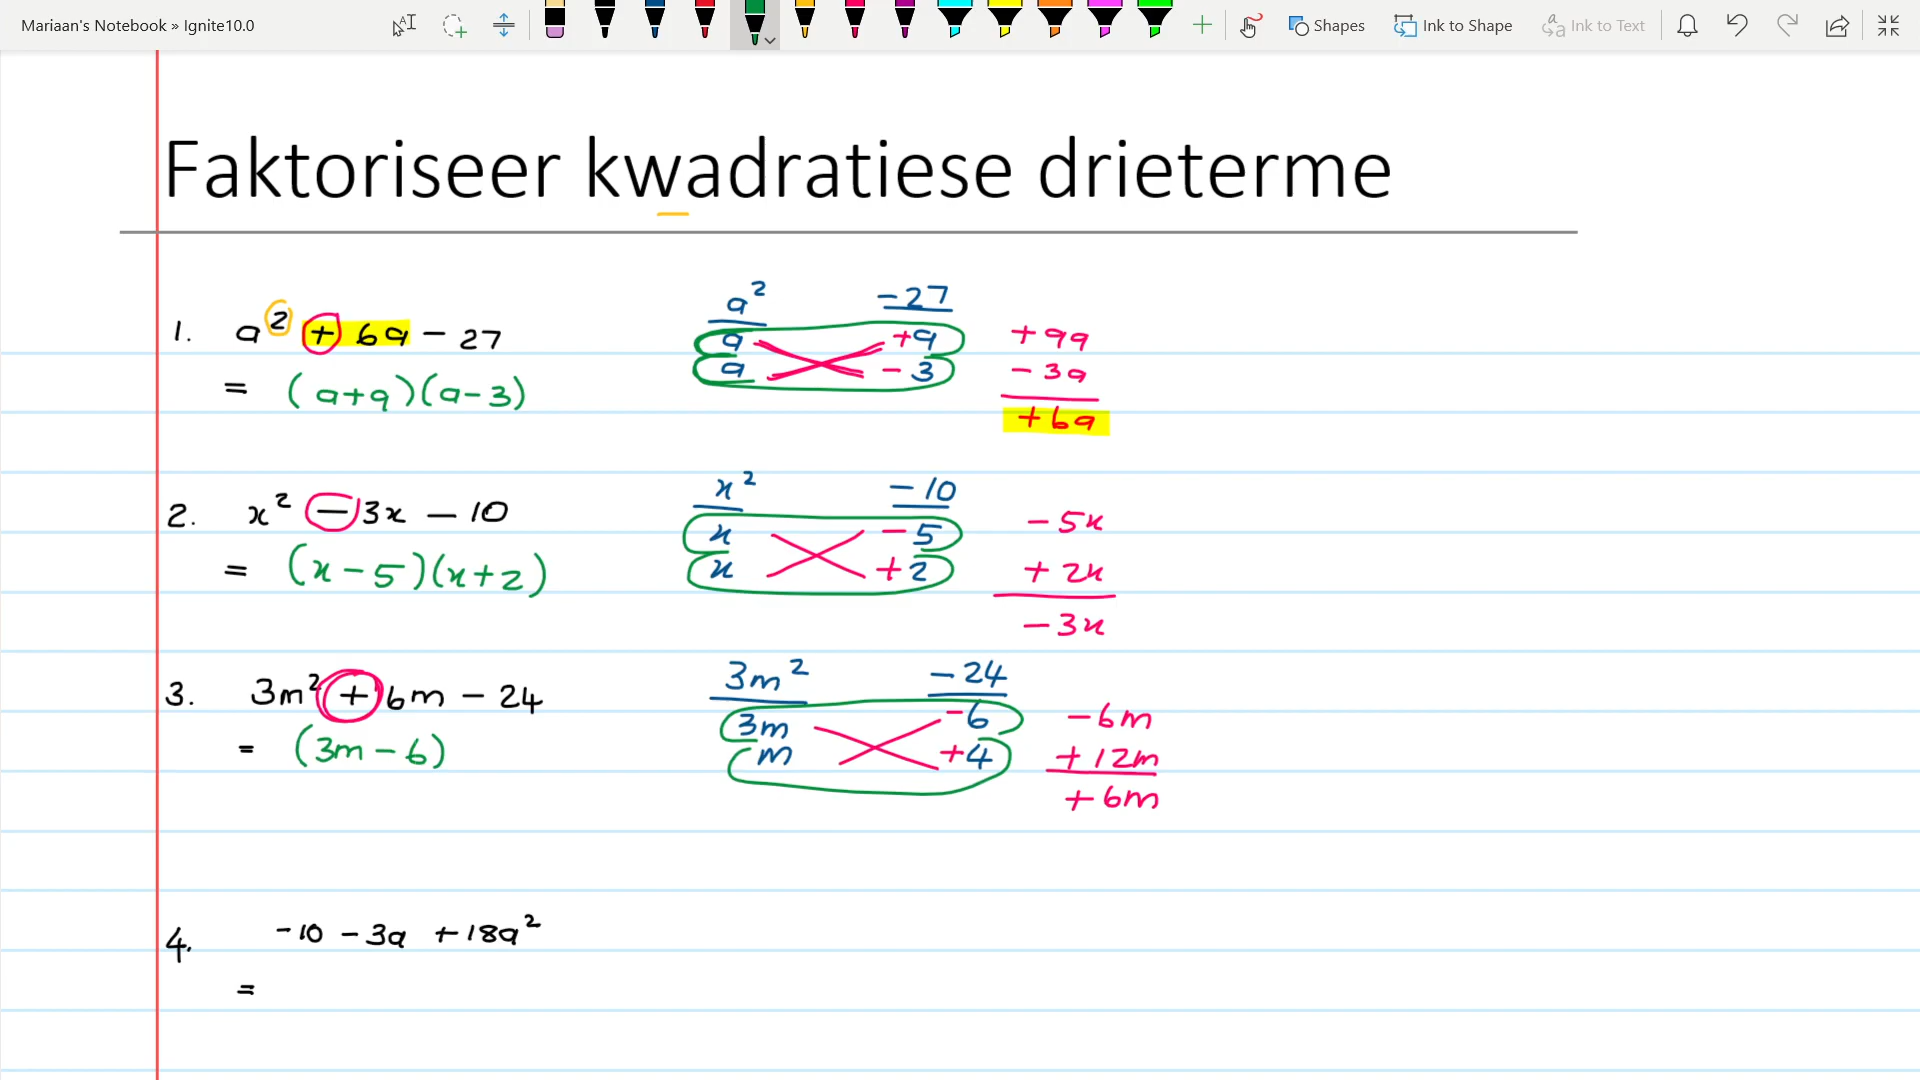 Mariaan's Notebook » Ignite10.0
Shapes
Ink to Shape
Ink to Text
Faktoriseer kwadratiese drieterme
1. a² + 6a − 27
= (a+9)(a−3)
a² −27
a +9
a −3
+9a
−3a
+6a
2. x² − 3x − 10
= (x−5)(x+2)
x² −10
x −5
x +2
−5x
+2x
−3x
3. 3m² + 6m − 24
= (3m−6)
3m² −24
3m −6
m +4
−6m
+12m
+6m
4. −10 −3a +18a²
=